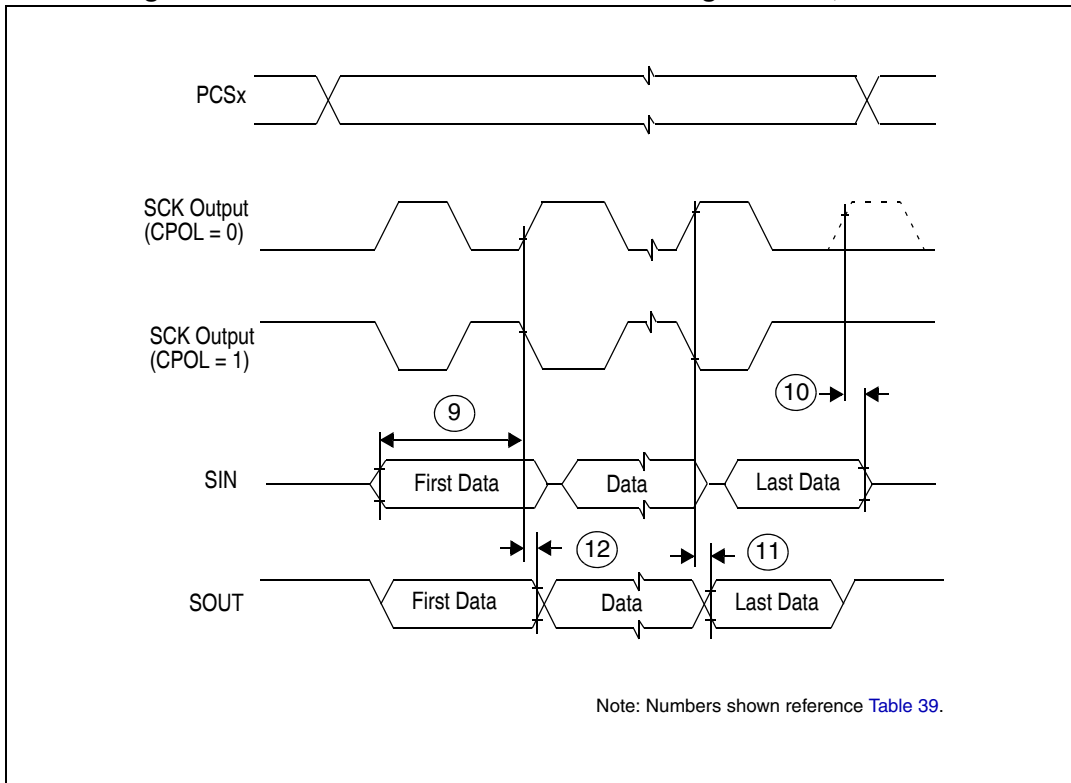 PCSx
SCK Output
(CPOL = 0)
SCK Output
(CPOL = 1)
10
9
SIN
First Data
Data
Last Data
12
11
SOUT
First Data
Data
Last Data
Note: Numbers shown reference Table 39.